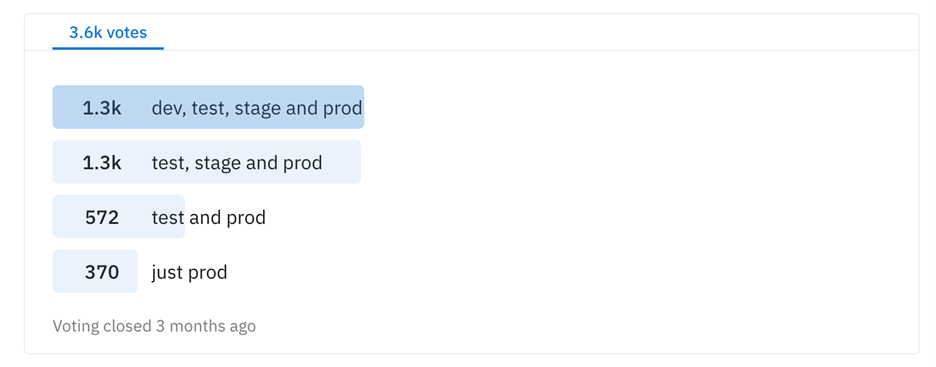 3.6k votes
1.3k dev, test, stage and prod
1.3k test, stage and prod
572 test and prod
370 just prod
Voting closed 3 months ago